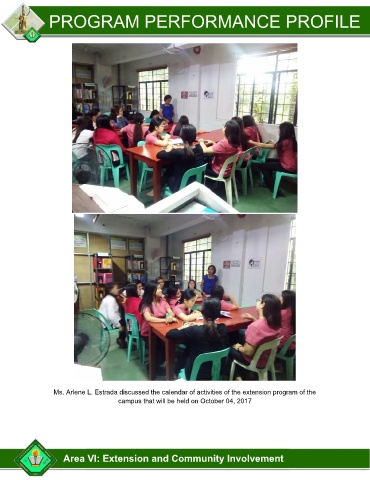 PROGRAM PERFORMANCE PROFILE
Ms. Arlene L. Estrada discussed the calendar of activities of the extension program of the
campus that will be held on October 04, 2017
Area VI: Extension and Community Involvement